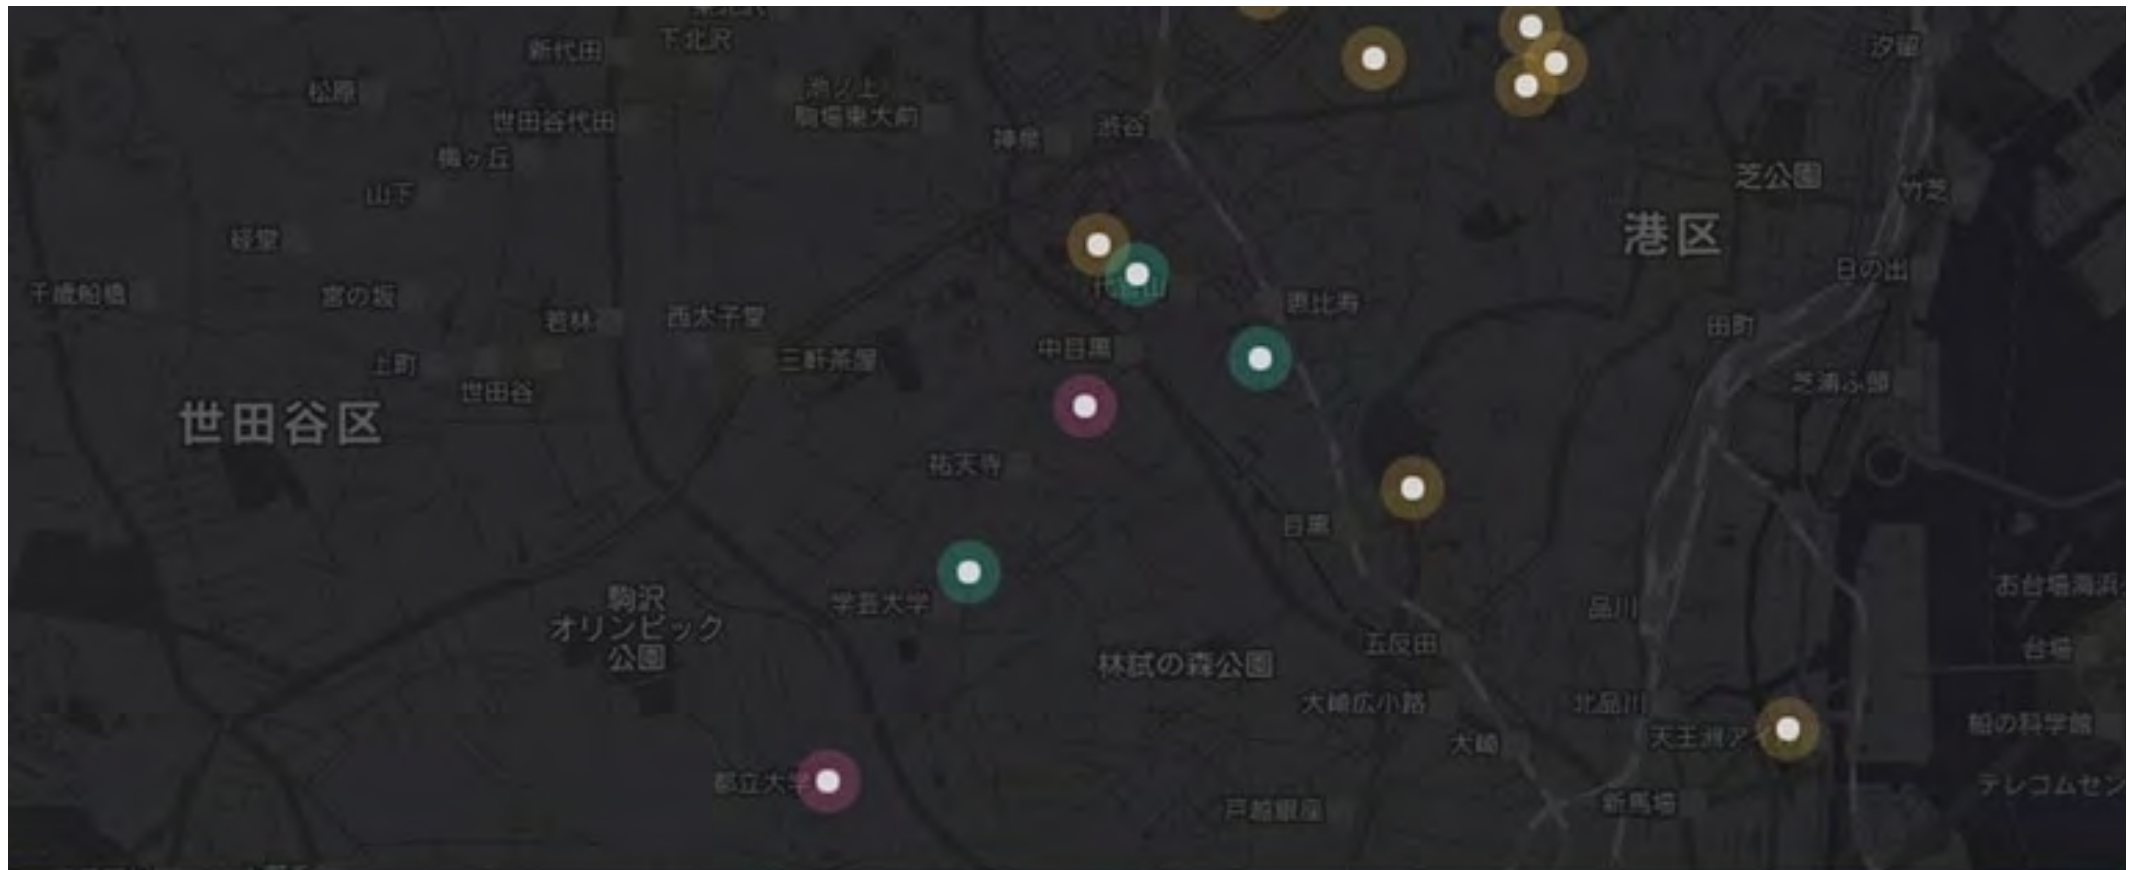 下北沢
新代田
汐留
松原
池ノ上
駒場東大前
世田谷代田
渋谷
神泉
梅ヶ丘
芝公園
山下
竹芝
港区
経堂
日の出
千歳船橋
宮の坂
代官山
恵比寿
若林
西太子堂
田町
中目黒
三軒茶屋
上町
芝浦ふ頭
世田谷
世田谷区
祐天寺
目黒
お台場海浜
駒沢
オリンピック
公園
学芸大学
品川
五反田
台場
林試の森公園
大崎広小路
北品川
船の科学館
天王洲ア
大崎
都立大学
テレコムセン
新馬場
戸越銀座